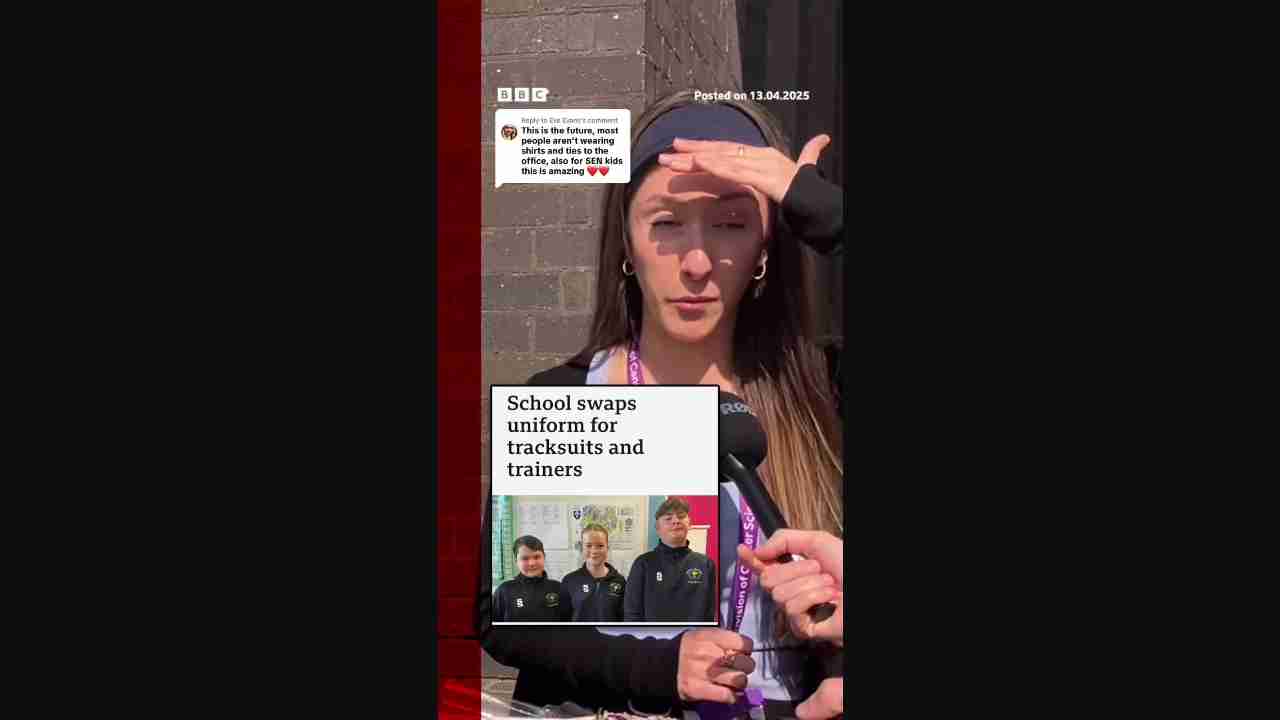 BBC
Posted on 13.04.2025
Reply to Eve Evans's comment
This is the future, most
people aren't wearing
shirts and ties to the
office, also for SEN kids
this is amazing ❤️❤️
School swaps
uniform for
tracksuits and
trainers